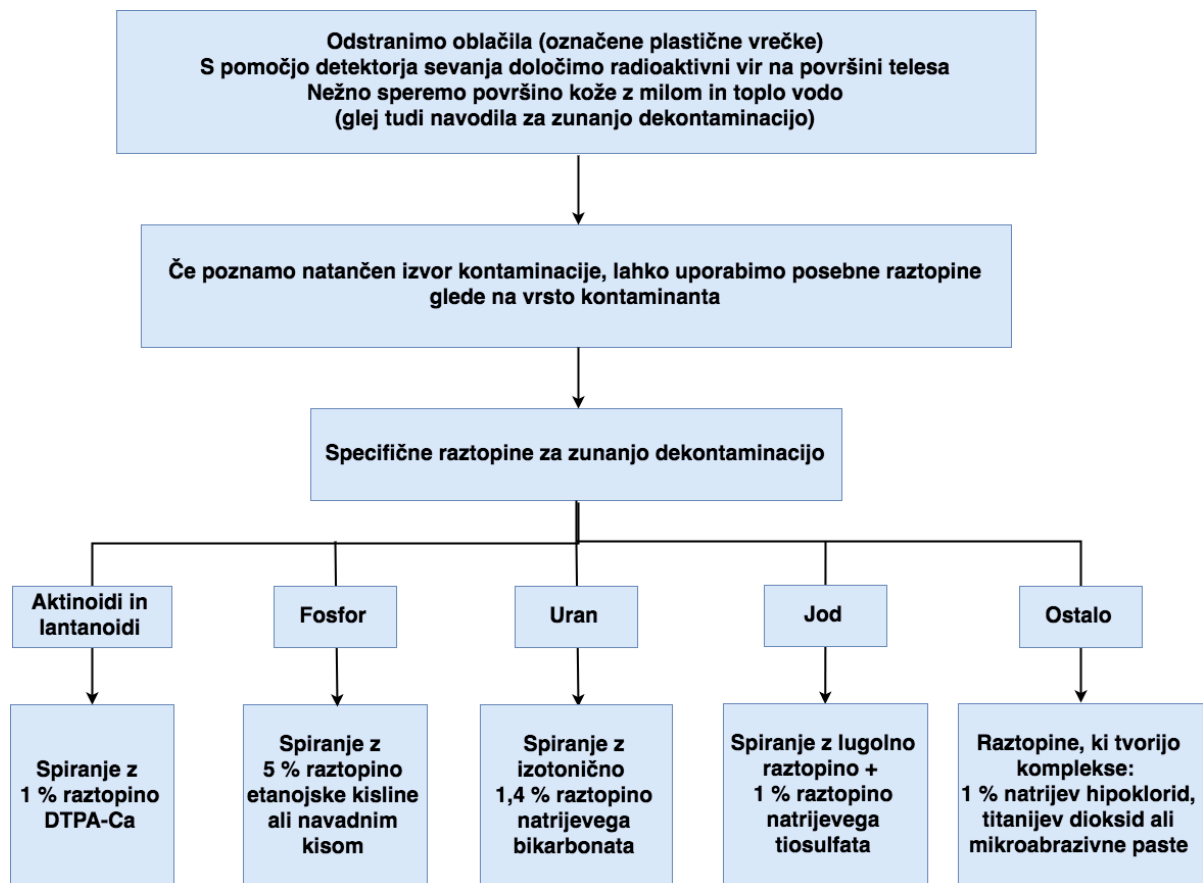 Odstranimo oblačila (označene plastične vrečke)
S pomočjo detektorja sevanja določimo radioaktivni vir na površini telesa
Nežno speremo površino kože z milom in toplo vodo
(glej tudi navodila za zunanjo dekontaminacijo)
Če poznamo natančen izvor kontaminacije, lahko uporabimo posebne raztopine
glede na vrsto kontaminanta
Specifične raztopine za zunanjo dekontaminacijo
Aktinoidi in
lantanoidi
Fosfor
Uran
Jod
Ostalo
Spiranje z
1 % raztopino
DTPA-Ca
Spiranje z
5 % raztopino
etanojske kisline
ali navadnim
kisom
Spiranje z
izotonično
1,4 % raztopino
natrijevega
bikarbonata
Spiranje z lugolno
raztopino +
1 % raztopino
natrijevega
tiosulfata
Raztopine, ki tvorijo
komplekse:
1 % natrijev hipoklorid,
titanijev dioksid ali
mikroabrazivne paste